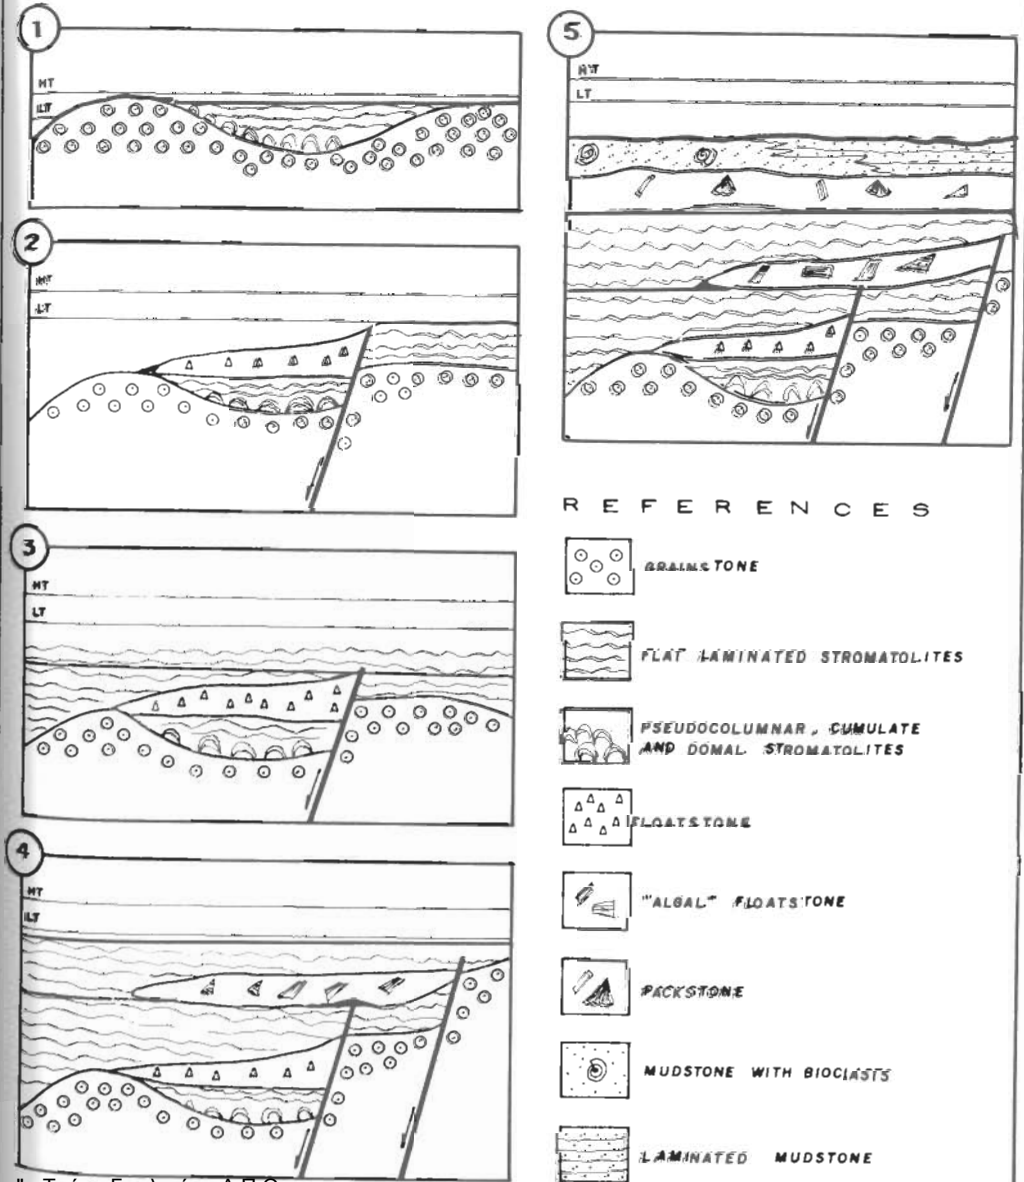 1
HT
LT
2
HT
LT
3
HT
LT
4
HT
LT
5
HT
LT
REFERENCES
GRAINSTONE
FLAT LAMINATED STROMATOLITES
PSEUDOCOLUMNAR, CUMULATE
AND DOMAL STROMATOLITES
FLOATSTONE
"ALGAL" FLOATSTONE
PACKSTONE
MUDSTONE WITH BIOCLASTS
LAMINATED MUDSTONE